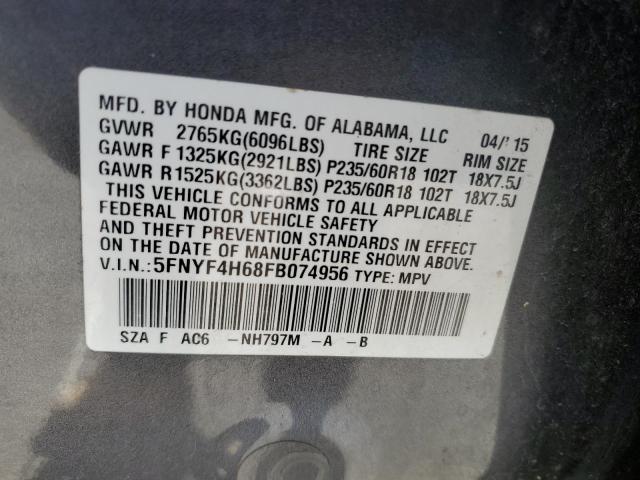 MFD. BY HONDA MFG. OF ALABAMA, LLC 04/15
GVWR 2765KG(6096LBS) TIRE SIZE RIM SIZE
GAWR F 1325KG(2921LBS) P235/60R18 102T 18X7.5J
GAWR R 1525KG(3362LBS) P235/60R18 102T 18X7.5J
THIS VEHICLE CONFORMS TO ALL APPLICABLE
FEDERAL MOTOR VEHICLE SAFETY
AND THEFT PREVENTION STANDARDS IN EFFECT
ON THE DATE OF MANUFACTURE SHOWN ABOVE.
V.I.N.: 5FNYF4H68FB074956 TYPE: MPV
SZA F AC6 -NH797M -A -B